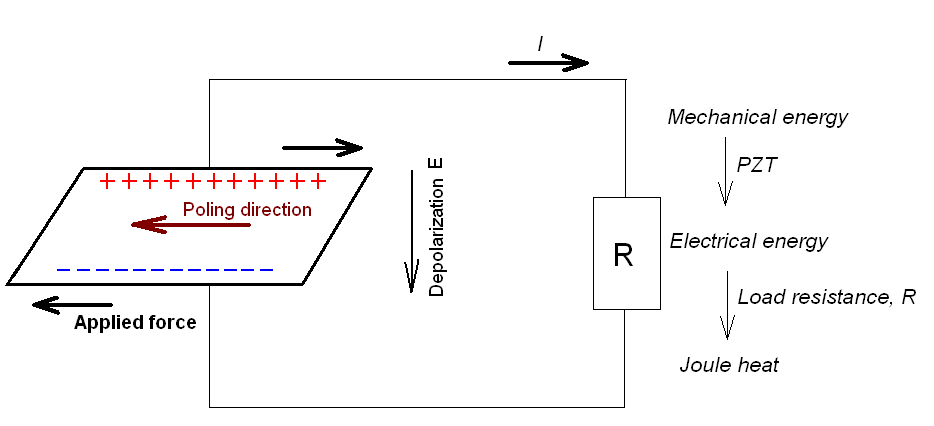 I
Mechanical energy
PZT
+ + + + + + + + + + +
Poling direction
Depolarization E
R
Electrical energy
– – – – – – – – – – –
Load resistance, R
Applied force
Joule heat